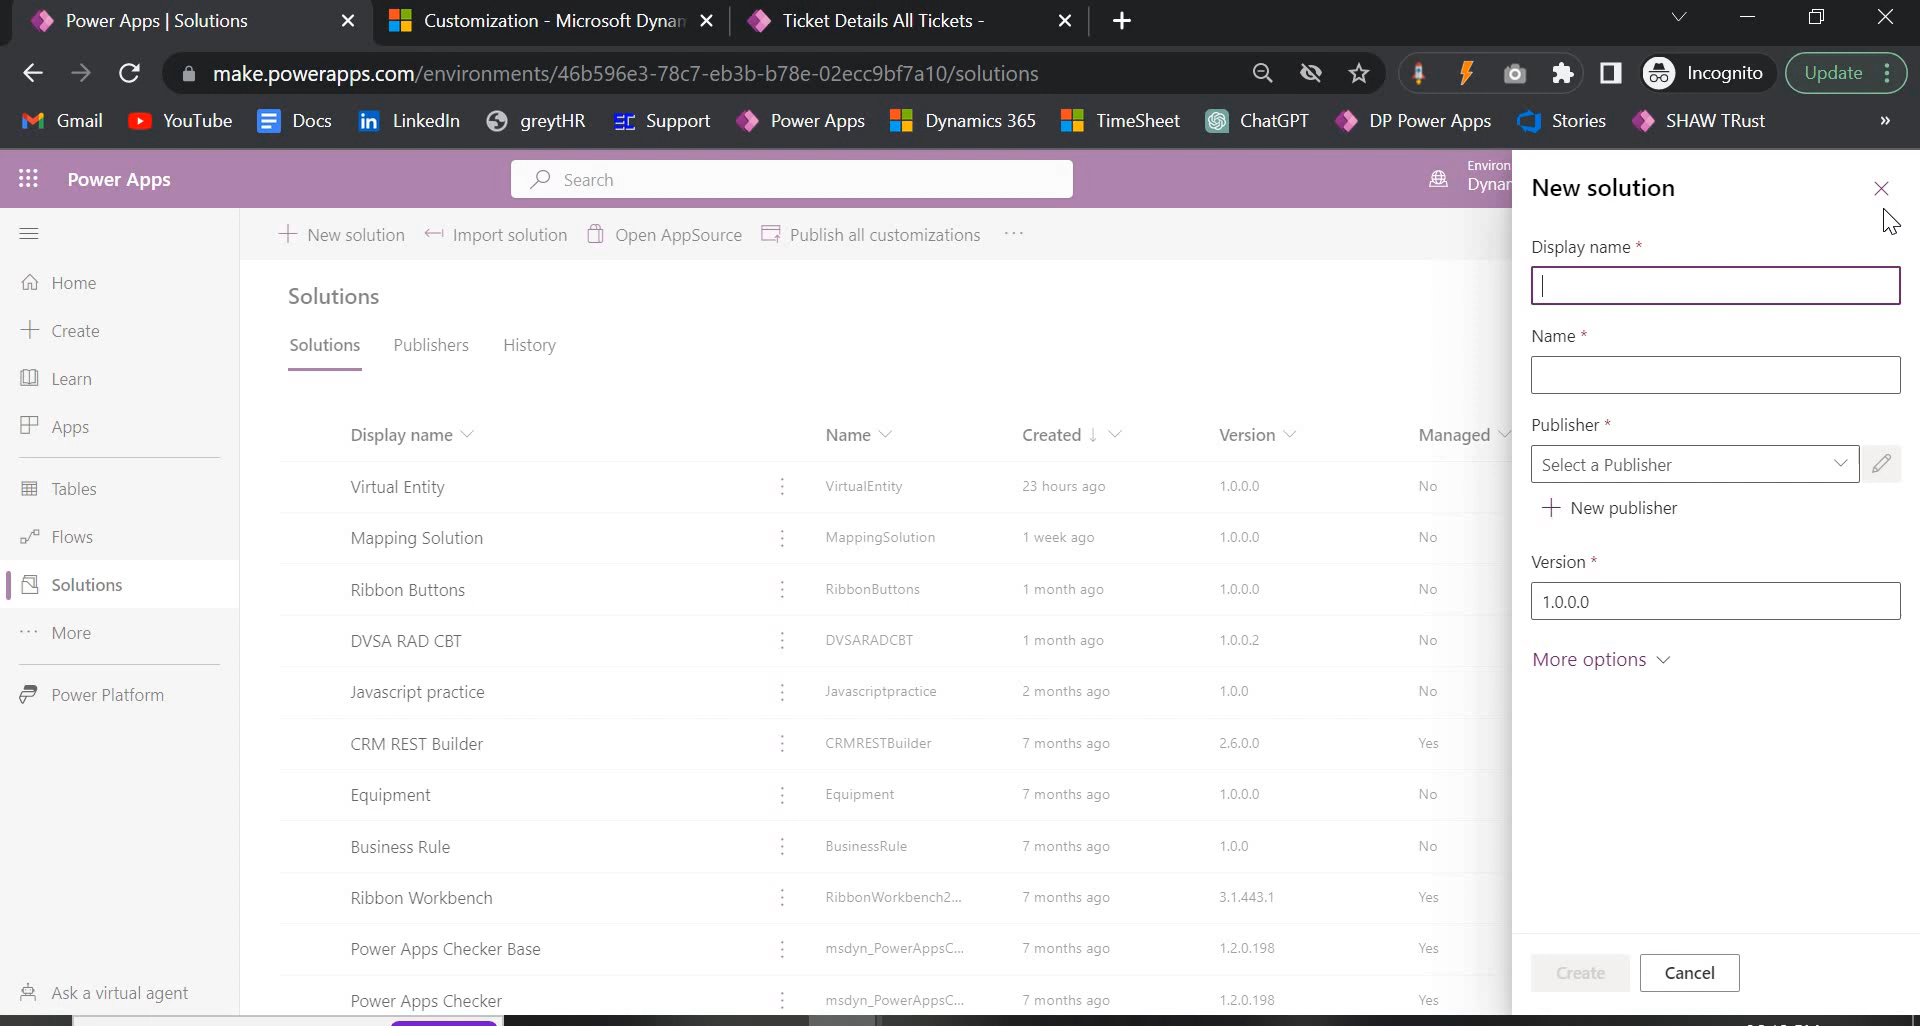 Power Apps | Solutions
Customization - Microsoft Dynam
Ticket Details All Tickets -
make.powerapps.com/environments/46b596e3-78c7-eb3b-b78e-02ecc9bf7a10/solutions
Incognito
Update
Gmail
YouTube
Docs
LinkedIn
greytHR
Support
Power Apps
Dynamics 365
TimeSheet
ChatGPT
DP Power Apps
Stories
SHAW TRust
»
Power Apps
Search
Environ
Dynar
New solution
Import solution
Open AppSource
Publish all customizations
Home
Create
Learn
Apps
Tables
Flows
Solutions
More
Power Platform
Ask a virtual agent
Solutions
Solutions Publishers History
Display name Name Created Version Managed
Virtual Entity VirtualEntity 23 hours ago 1.0.0.0 No
Mapping Solution MappingSolution 1 week ago 1.0.0.0 No
Ribbon Buttons RibbonButtons 1 month ago 1.0.0.0 No
DVSA RAD CBT DVSARADCBT 1 month ago 1.0.0.2 No
Javascript practice Javascriptpractice 2 months ago 1.0.0 No
CRM REST Builder CRMRESTBuilder 7 months ago 2.6.0.0 Yes
Equipment Equipment 7 months ago 1.0.0.0 No
Business Rule BusinessRule 7 months ago 1.0.0 No
Ribbon Workbench RibbonWorkbench2... 7 months ago 3.1.443.1 Yes
Power Apps Checker Base msdyn_PowerAppsC... 7 months ago 1.2.0.198 Yes
Power Apps Checker msdyn_PowerAppsC... 7 months ago 1.2.0.198 Yes
New solution
Display name *
Name *
Publisher *
Select a Publisher
New publisher
Version *
1.0.0.0
More options
Create
Cancel